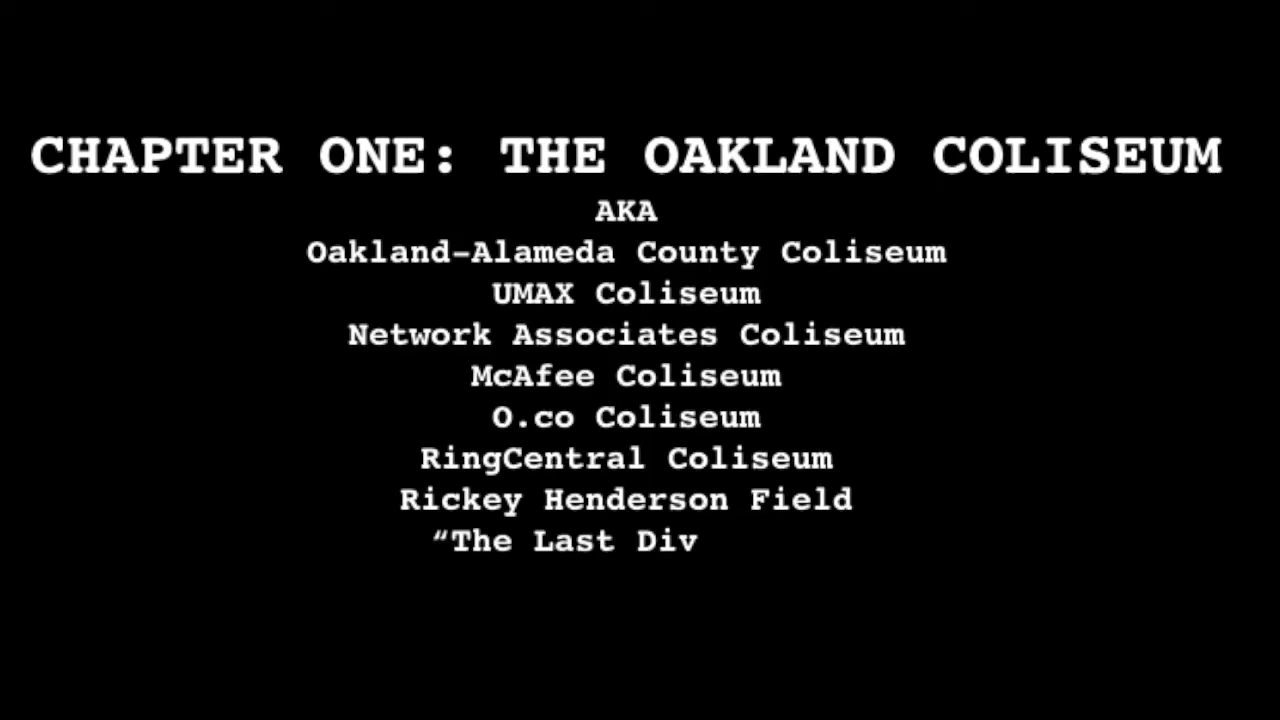 CHAPTER ONE: THE OAKLAND COLISEUM
AKA
Oakland-Alameda County Coliseum
UMAX Coliseum
Network Associates Coliseum
McAfee Coliseum
O.co Coliseum
RingCentral Coliseum
Rickey Henderson Field
“The Last Div